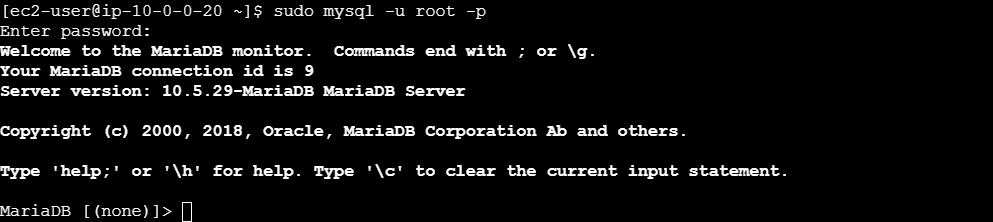 [ec2-user@ip-10-0-0-20 ~]$ sudo mysql -u root -p
Enter password:
Welcome to the MariaDB monitor.  Commands end with ; or \g.
Your MariaDB connection id is 9
Server version: 10.5.29-MariaDB MariaDB Server
Copyright (c) 2000, 2018, Oracle, MariaDB Corporation Ab and others.
Type 'help;' or '\h' for help. Type '\c' to clear the current input statement.
MariaDB [(none)]>